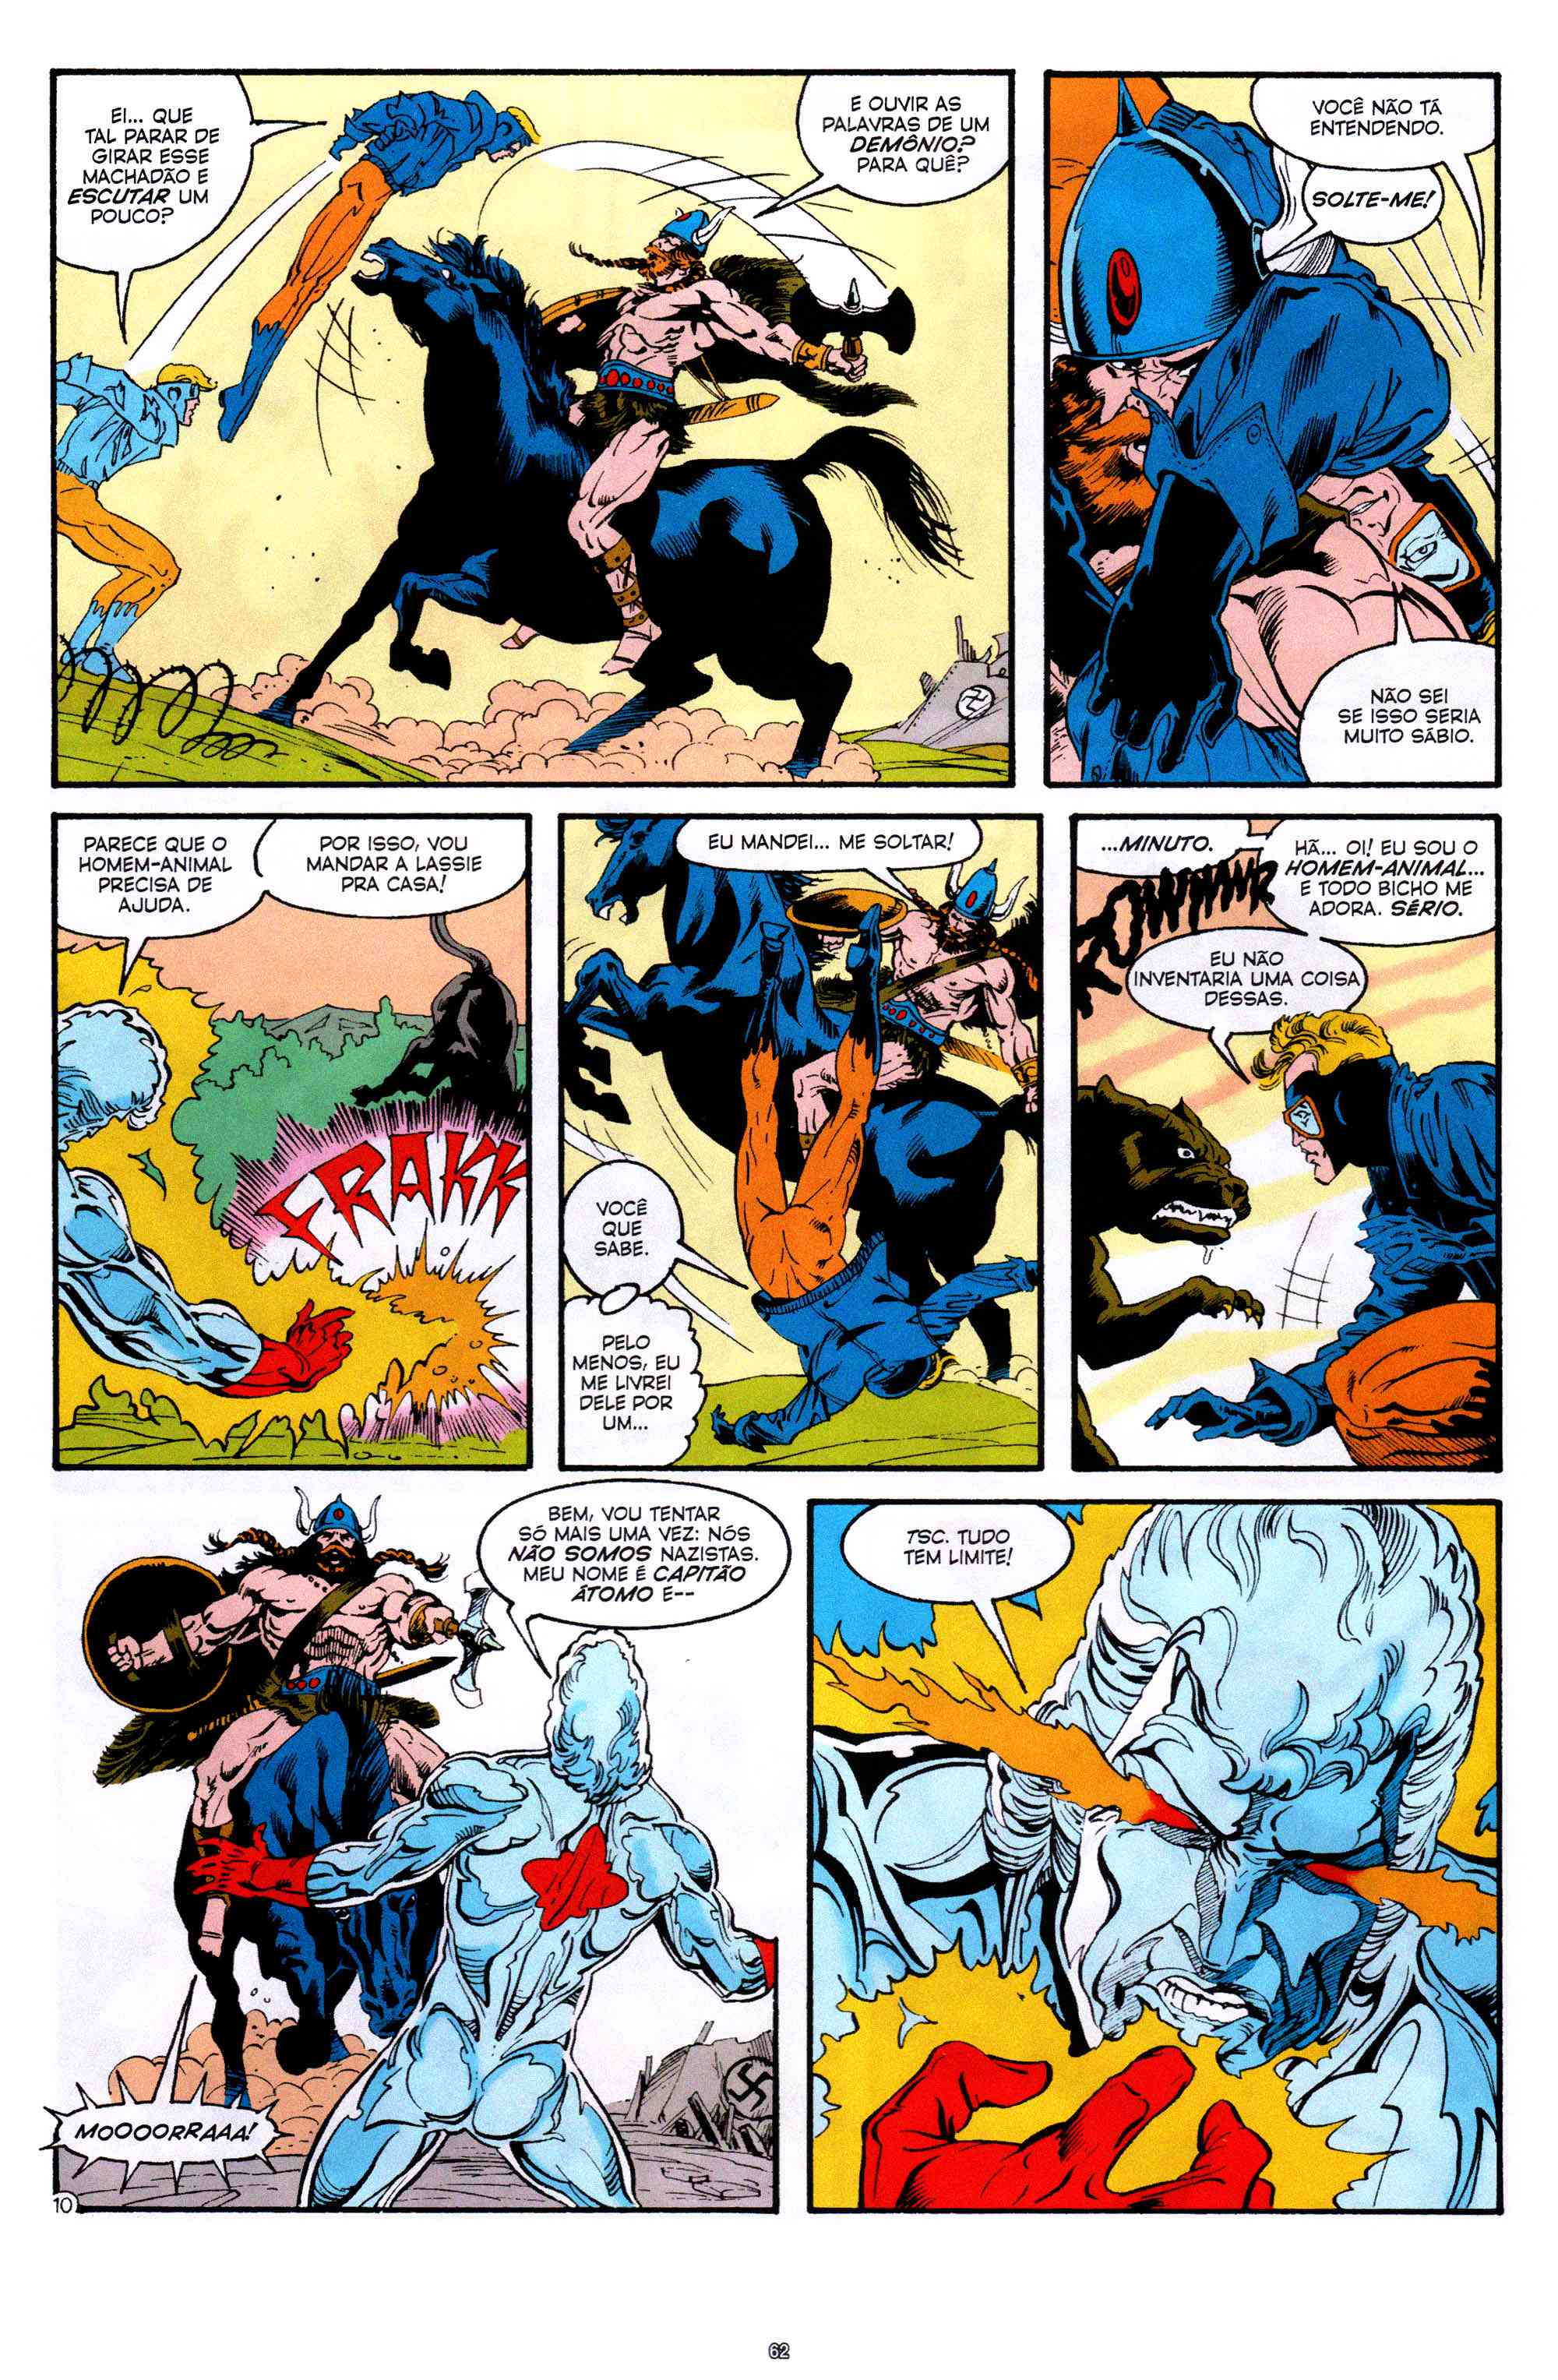 EI... QUE
TAL PARAR DE
GIRAR ESSE
MACHADÃO E
ESCUTAR UM
POUCO?
E OUVIR AS
PALAVRAS DE UM
DEMÔNIO?
PARA QUÊ?
VOCÊ NÃO TÁ
ENTENDENDO.
SOLTE-ME!
NÃO SEI
SE ISSO SERIA
MUITO SÁBIO.
PARECE QUE O
HOMEM-ANIMAL
PRECISA DE
AJUDA.
POR ISSO, VOU
MANDAR A LASSIE
PRA CASA!
FRAKK
EU MANDEI... ME SOLTAR!
VOCÊ
QUE
SABE.
PELO
MENOS, EU
ME LIVREI
DELE POR
UM...
...MINUTO.
HÃ... OI! EU SOU O
HOMEM-ANIMAL...
E TODO BICHO ME
ADORA. SÉRIO.
EU NÃO
INVENTARIA UMA COISA
DESSAS.
BEM, VOU TENTAR
SÓ MAIS UMA VEZ: NÓS
NÃO SOMOS NAZISTAS.
MEU NOME É CAPITÃO
ÁTOMO E--
MOOOORRAAA!
TSC. TUDO
TEM LIMITE!
10
62